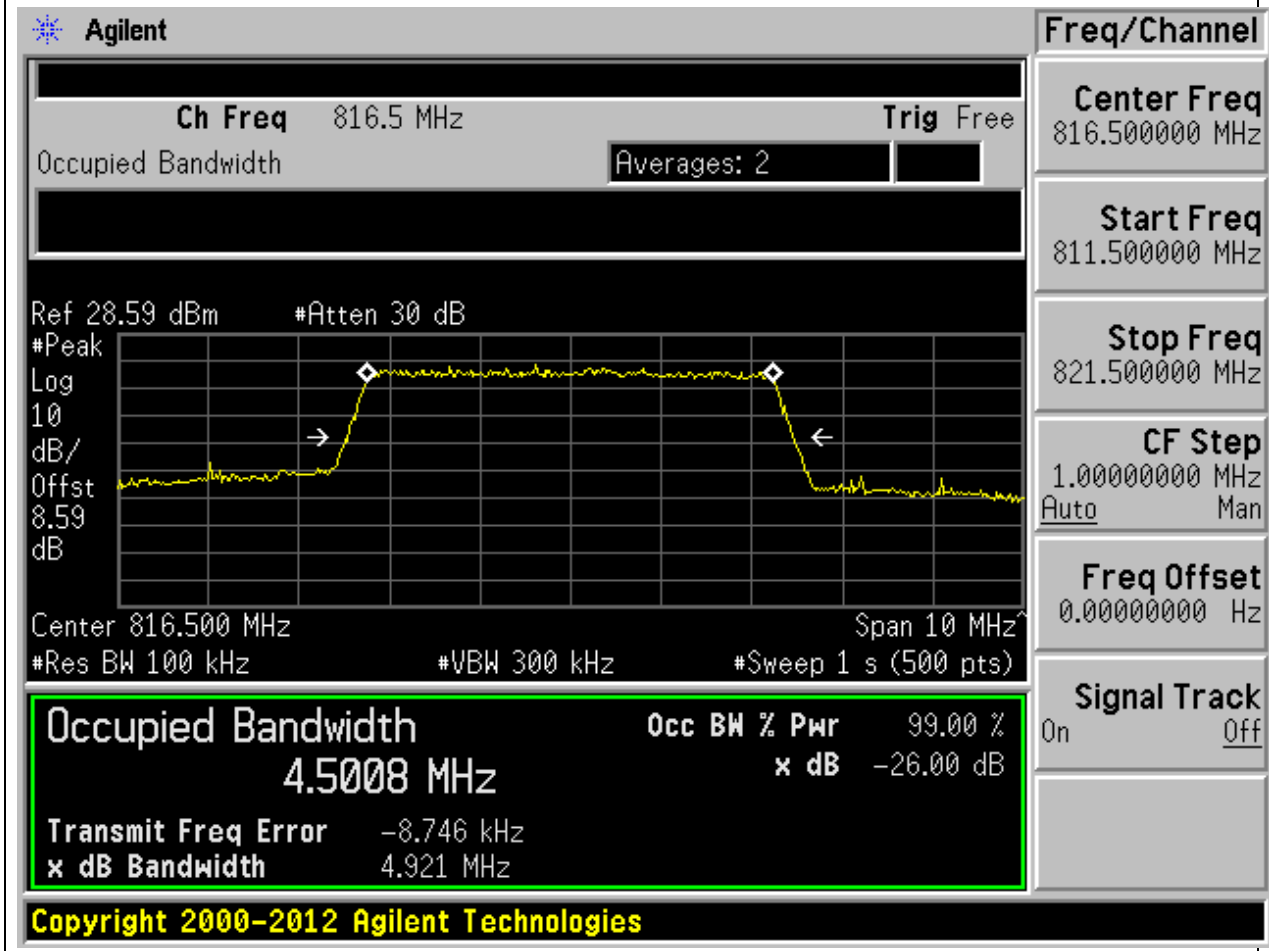 Agilent
Freq/Channel
Ch Freq 816.5 MHz Trig Free
Occupied Bandwidth Averages: 2
Ref 28.59 dBm #Atten 30 dB
#Peak
Log
10
dB/
Offst
8.59
dB
Center 816.500 MHz Span 10 MHz^
#Res BW 100 kHz #VBW 300 kHz #Sweep 1 s (500 pts)
Occupied Bandwidth Occ BW % Pwr 99.00 %
4.5008 MHz x dB -26.00 dB
Transmit Freq Error -8.746 kHz
x dB Bandwidth 4.921 MHz
Copyright 2000-2012 Agilent Technologies
Center Freq
816.500000 MHz
Start Freq
811.500000 MHz
Stop Freq
821.500000 MHz
CF Step
1.00000000 MHz
Auto Man
Freq Offset
0.00000000 Hz
Signal Track
On Off